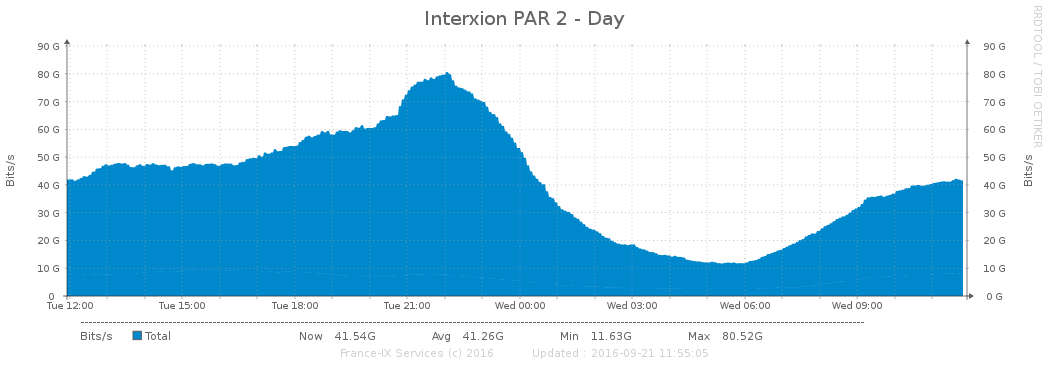 Interxion PAR 2 - Day
RRDTOOL / TOBI OETIKER
90 G 90 G
80 G 80 G
70 G 70 G
60 G 60 G
50 G 50 G
40 G 40 G
30 G 30 G
20 G 20 G
10 G 10 G
0 0 G
Bits/s
Bits/s
Tue 12:00 Tue 15:00 Tue 18:00 Tue 21:00 Wed 00:00 Wed 03:00 Wed 06:00 Wed 09:00
Bits/s Total Now 41.54G Avg 41.26G Min 11.63G Max 80.52G
France-IX Services (c) 2016 Updated : 2016-09-21 11:55:05